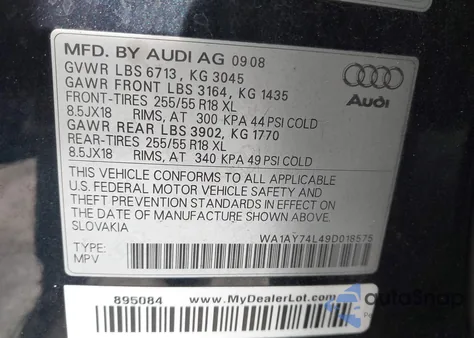 MFD. BY AUDI AG 09 08
GVWR LBS 6713, KG 3045
GAWR FRONT LBS 3164, KG 1435
FRONT-TIRES 255/55 R18 XL
8.5JX18 RIMS, AT 300 KPA 44 PSI COLD
GAWR REAR LBS 3902, KG 1770
REAR-TIRES 255/55 R18 XL
8.5JX18 RIMS, AT 340 KPA 49 PSI COLD
Audi
THIS VEHICLE CONFORMS TO ALL APPLICABLE
U.S. FEDERAL MOTOR VEHICLE SAFETY AND
THEFT PREVENTION STANDARDS IN EFFECT ON
THE DATE OF MANUFACTURE SHOWN ABOVE.
SLOVAKIA
WA1AY74L49D018575
TYPE:
MPV
895084 www.MyDealerLot.com
autoSnap